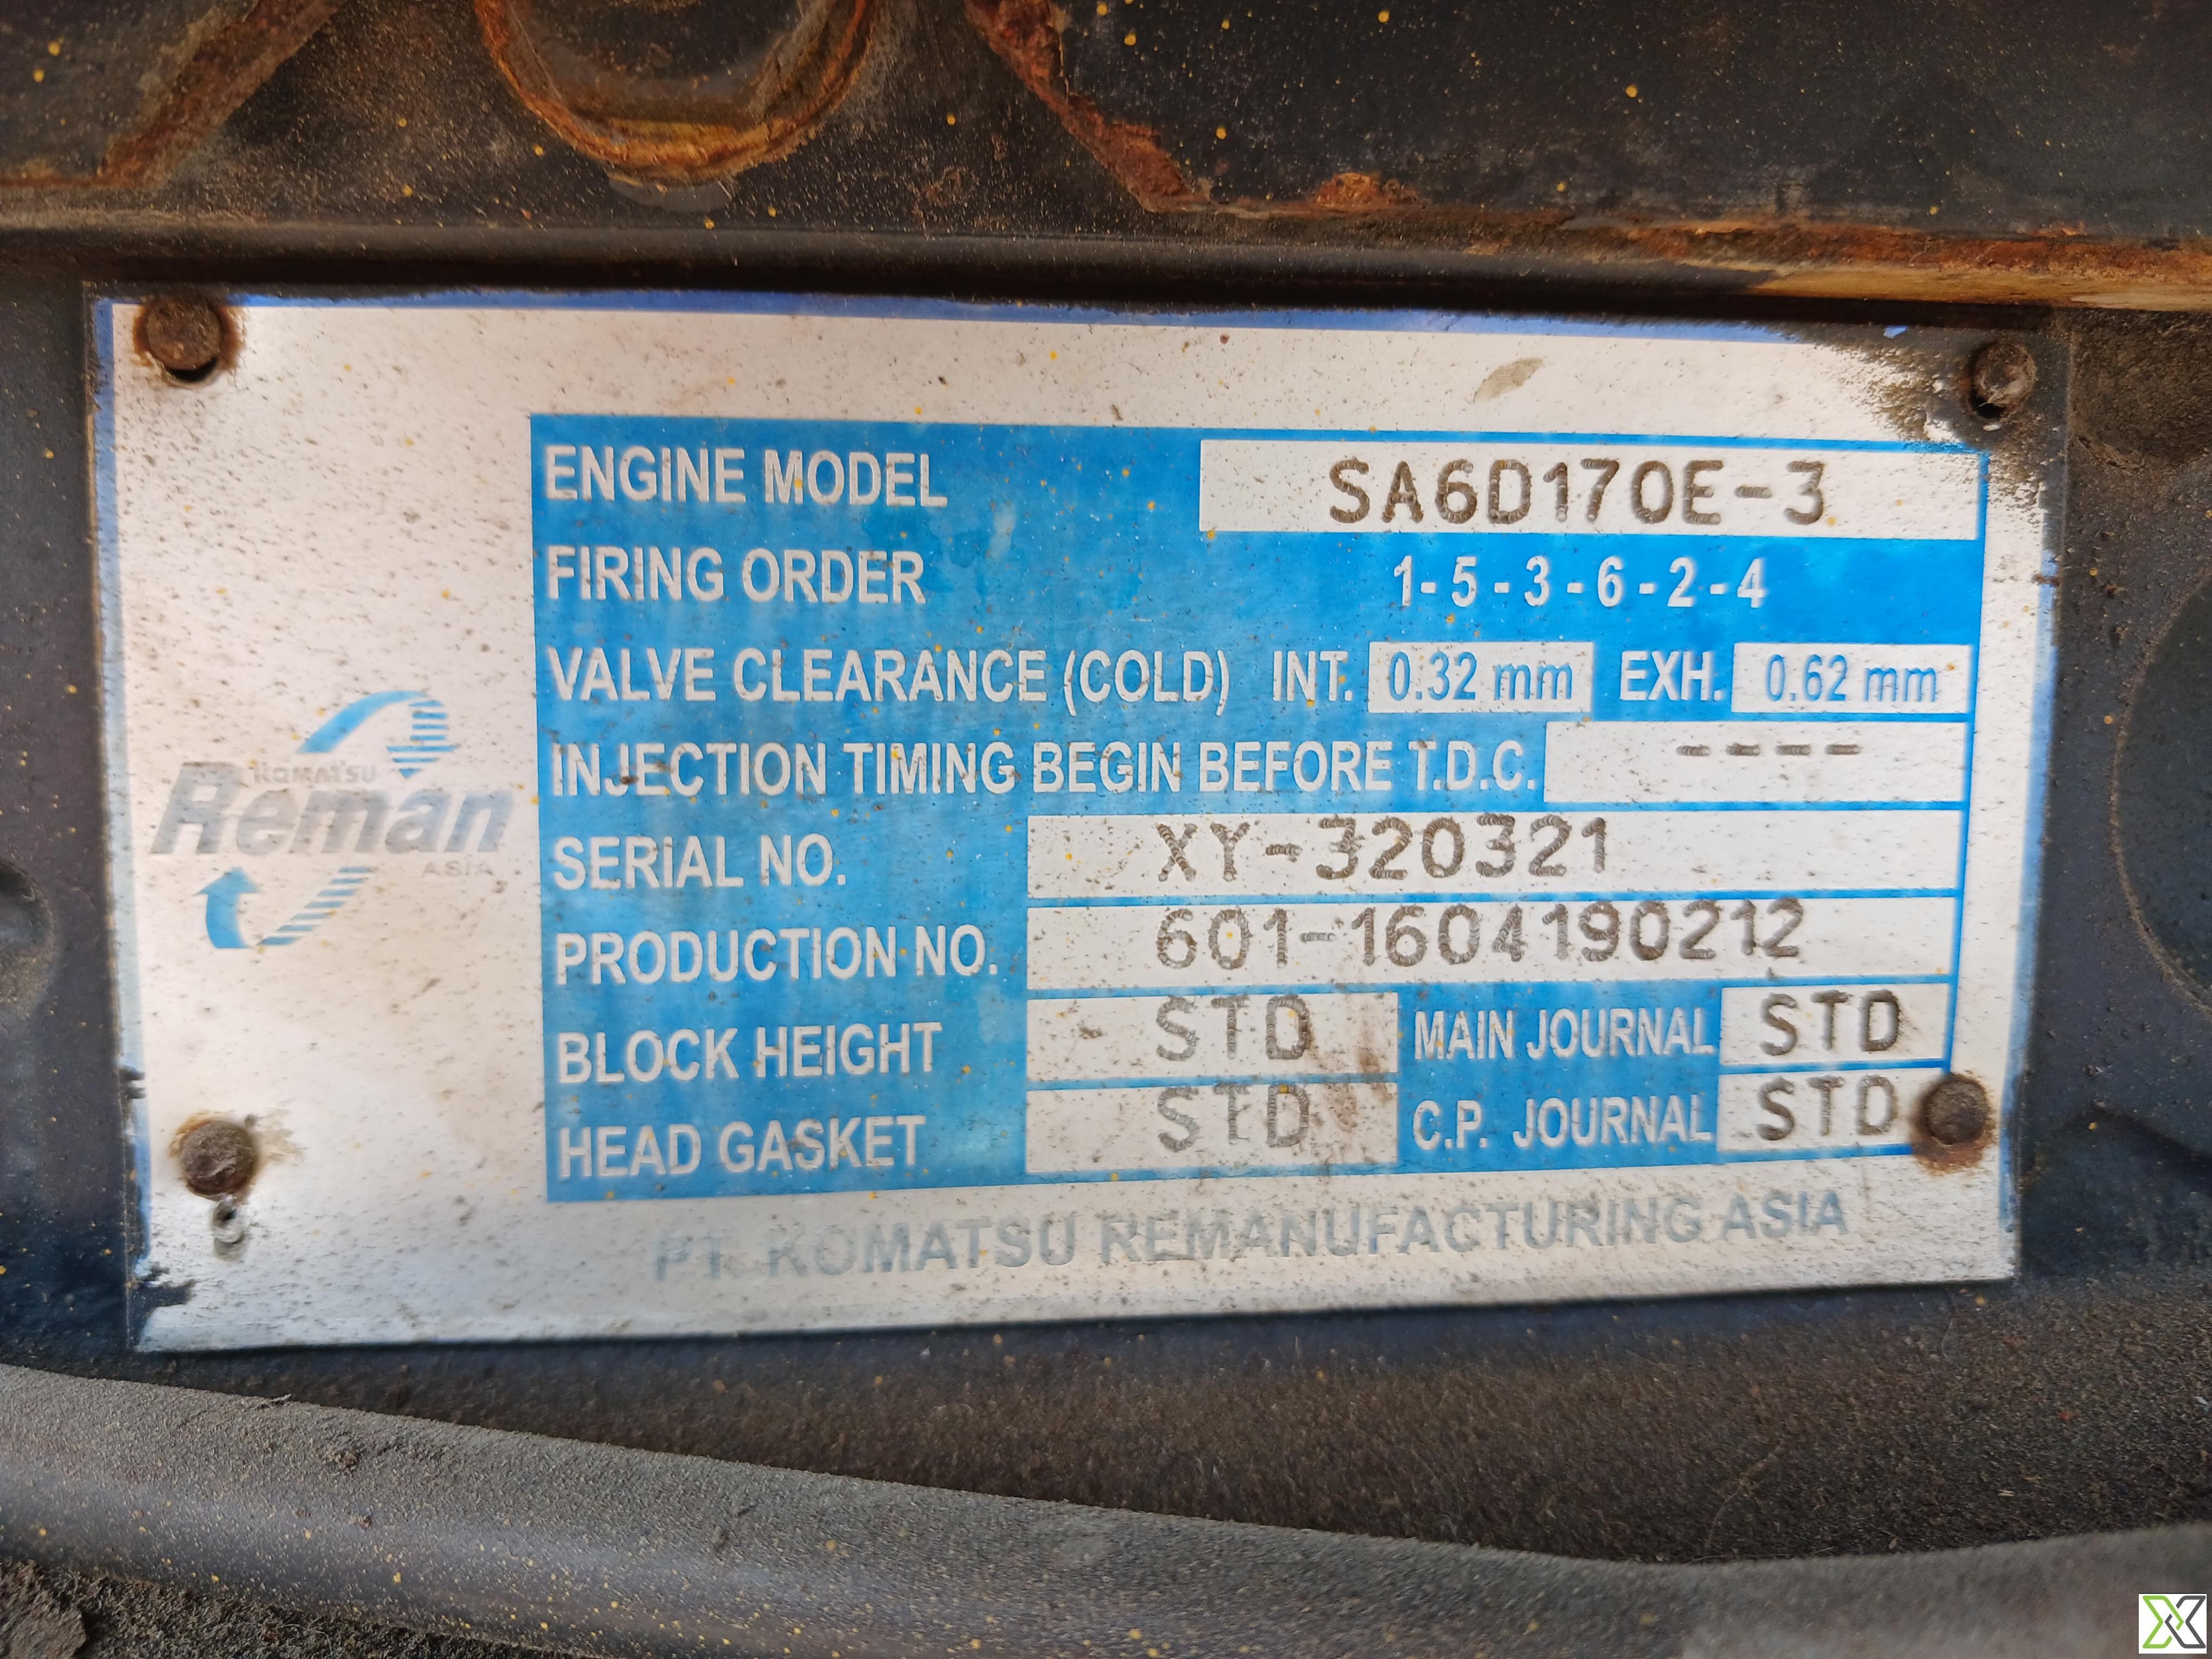 ENGINE MODEL SA6D170E-3
FIRING ORDER 1-5-3-6-2-4
VALVE CLEARANCE (COLD) INT. 0.32 mm EXH. 0.62 mm
INJECTION TIMING BEGIN BEFORE T.D.C. ----
KOMATSU
Reman
ASIA
SERIAL NO. XY-320321
PRODUCTION NO. 601-1604190212
BLOCK HEIGHT STD MAIN JOURNAL STD
HEAD GASKET STD C.P. JOURNAL STD
PT. KOMATSU REMANUFACTURING ASIA